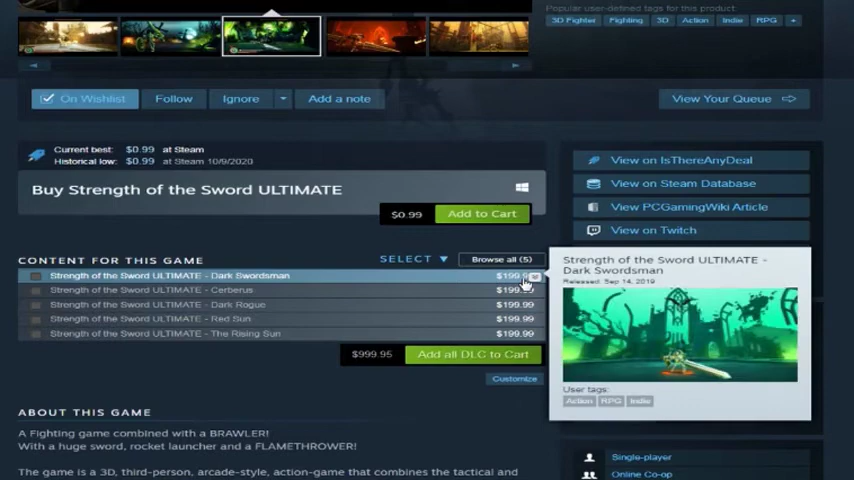 Popular user-defined tags for this product:
3D Fighter Fighting 3D Action Indie RPG +
On Wishlist Follow Ignore Add a note View Your Queue
Current best: $0.99 at Steam
Historical low: $0.99 at Steam 10/9/2020
Buy Strength of the Sword ULTIMATE
$0.99 Add to Cart
View on IsThereAnyDeal
View on Steam Database
View PCGamingWiki Article
View on Twitch
CONTENT FOR THIS GAME SELECT Browse all (5)
Strength of the Sword ULTIMATE - Dark Swordsman
Strength of the Sword ULTIMATE - Cerberus
Strength of the Sword ULTIMATE - Dark Rogue $199.99
Strength of the Sword ULTIMATE - Red Sun $199.99
Strength of the Sword ULTIMATE - The Rising Sun $199.99
$999.95 Add all DLC to Cart
Customize
Strength of the Sword ULTIMATE -
Dark Swordsman
Released: Sep 14, 2019
User tags:
Action RPG Indie
ABOUT THIS GAME
A Fighting game combined with a BRAWLER!
With a huge sword, rocket launcher and a FLAMETHROWER!
The game is a 3D, third-person, arcade-style, action-game that combines the tactical and
Single-player
Online Co-op